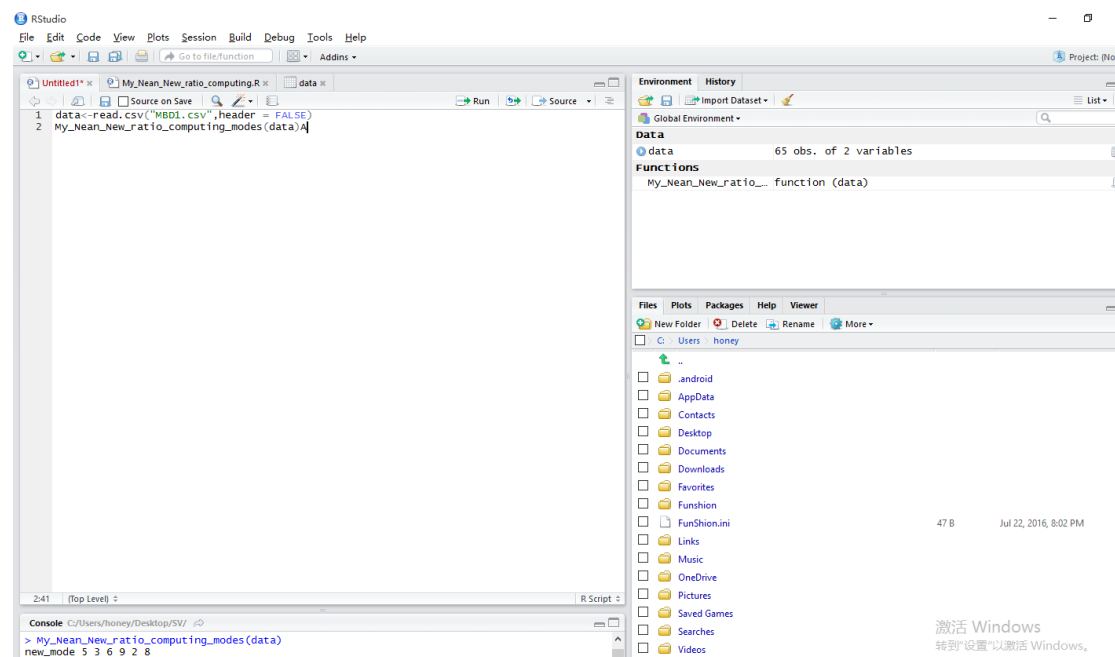 RStudio
File Edit Code View Plots Session Build Debug Tools Help
Go to file/function Addins Project: (No
Untitled1* × My_Nean_New_ratio_computing.R × data ×
Source on Save Run Source
1 data<-read.csv("MBD1.csv",header = FALSE)
2 My_Nean_New_ratio_computing_modes(data)A
2:41 (Top Level) R Script
Console C:/Users/honey/Desktop/SV/
> My_Nean_New_ratio_computing_modes(data)
new_mode 5 3 6 9 2 8
Environment History
Import Dataset List
Global Environment
Data
data 65 obs. of 2 variables
Functions
My_Nean_New_ratio_… function (data)
Files Plots Packages Help Viewer
New Folder Delete Rename More
C: Users honey
..
.android
AppData
Contacts
Desktop
Documents
Downloads
Favorites
Funshion
FunShion.ini 47 B Jul 22, 2016, 8:02 PM
Links
Music
OneDrive
Pictures
Saved Games
Searches
Videos
激活 Windows
转到"设置"以激活 Windows。